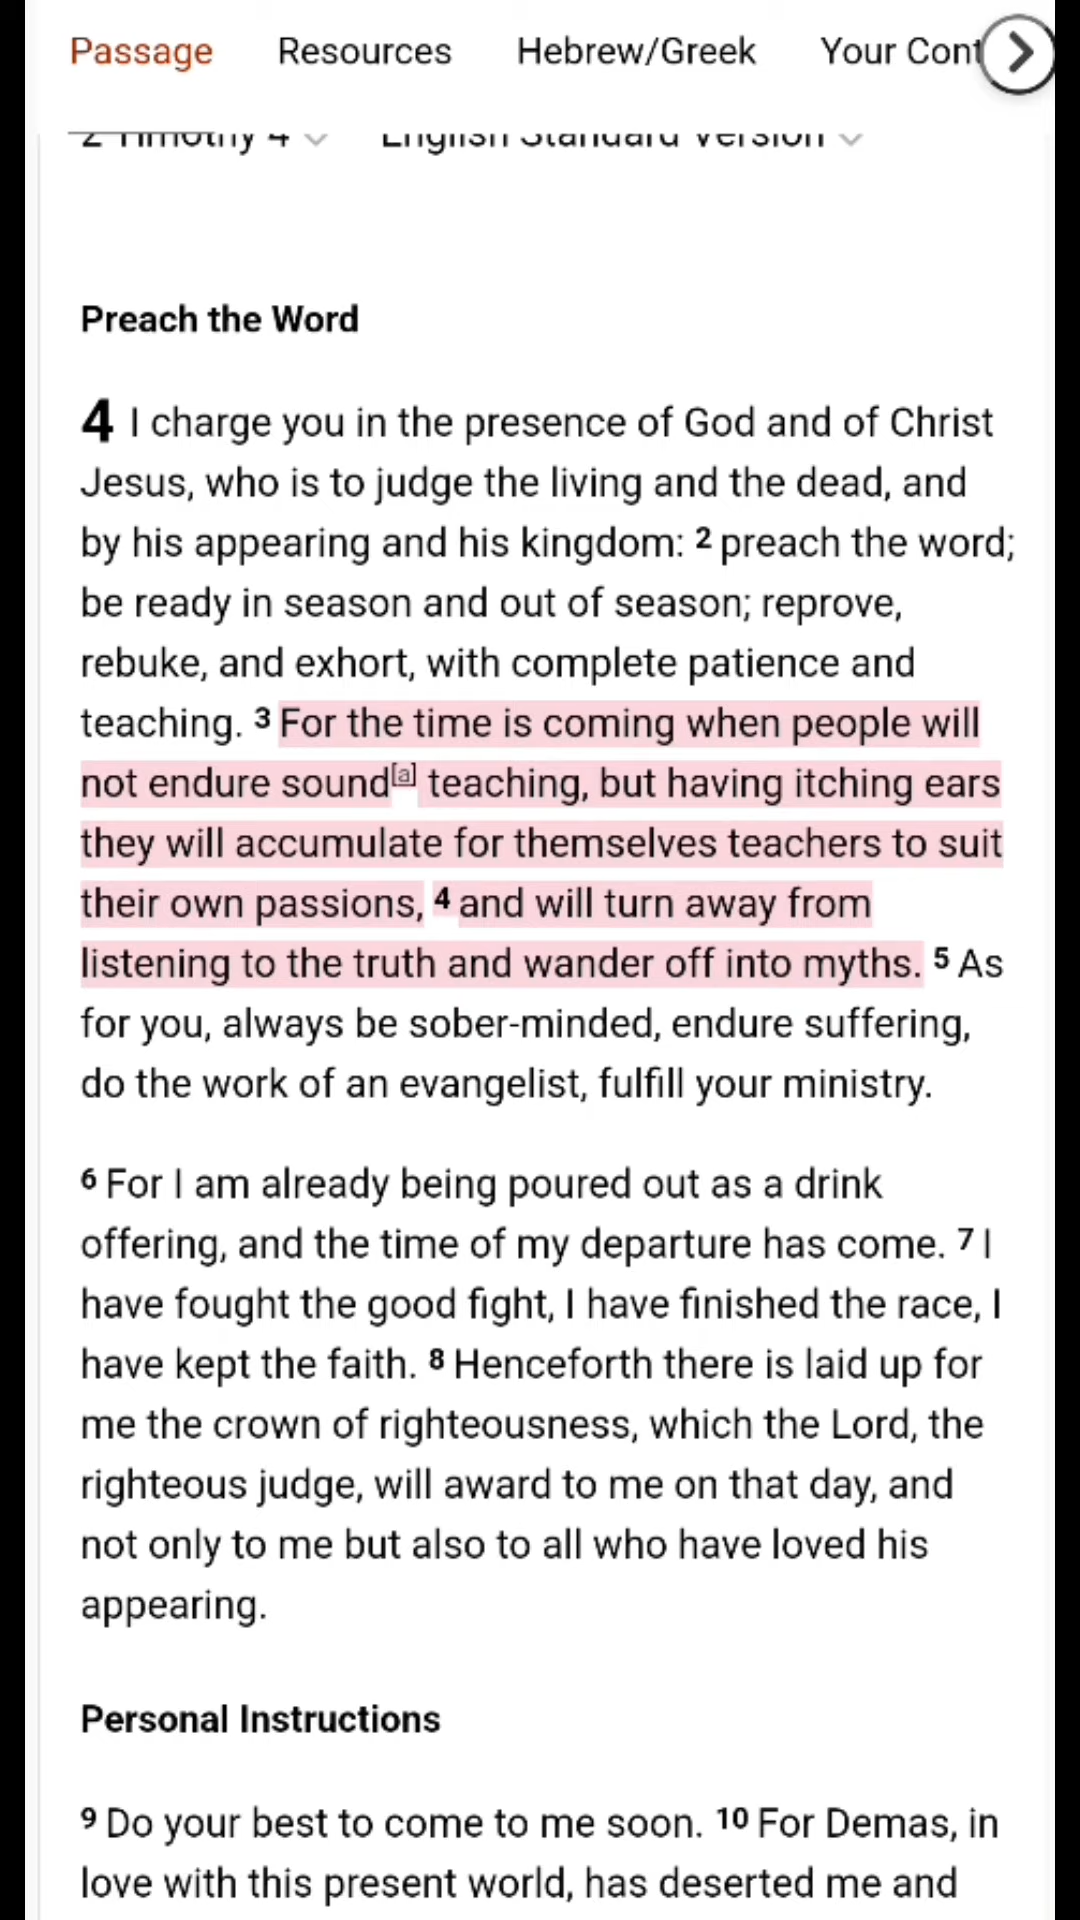 Passage Resources Hebrew/Greek Your Cont
2 Timothy 4 English Standard Version
Preach the Word
4 I charge you in the presence of God and of Christ
Jesus, who is to judge the living and the dead, and
by his appearing and his kingdom: 2 preach the word;
be ready in season and out of season; reprove,
rebuke, and exhort, with complete patience and
teaching. 3 For the time is coming when people will
not endure sound[a] teaching, but having itching ears
they will accumulate for themselves teachers to suit
their own passions, 4 and will turn away from
listening to the truth and wander off into myths. 5 As
for you, always be sober-minded, endure suffering,
do the work of an evangelist, fulfill your ministry.
6 For I am already being poured out as a drink
offering, and the time of my departure has come. 7 I
have fought the good fight, I have finished the race, I
have kept the faith. 8 Henceforth there is laid up for
me the crown of righteousness, which the Lord, the
righteous judge, will award to me on that day, and
not only to me but also to all who have loved his
appearing.
Personal Instructions
9 Do your best to come to me soon. 10 For Demas, in
love with this present world, has deserted me and